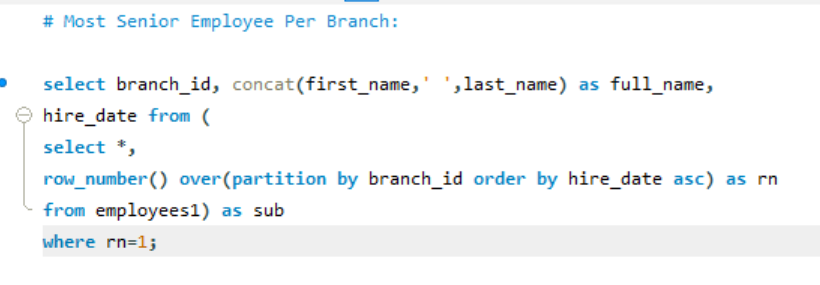 # Most Senior Employee Per Branch:
select branch_id, concat(first_name,' ',last_name) as full_name,
hire_date from (
select *,
row_number() over(partition by branch_id order by hire_date asc) as rn
from employees1) as sub
where rn=1;